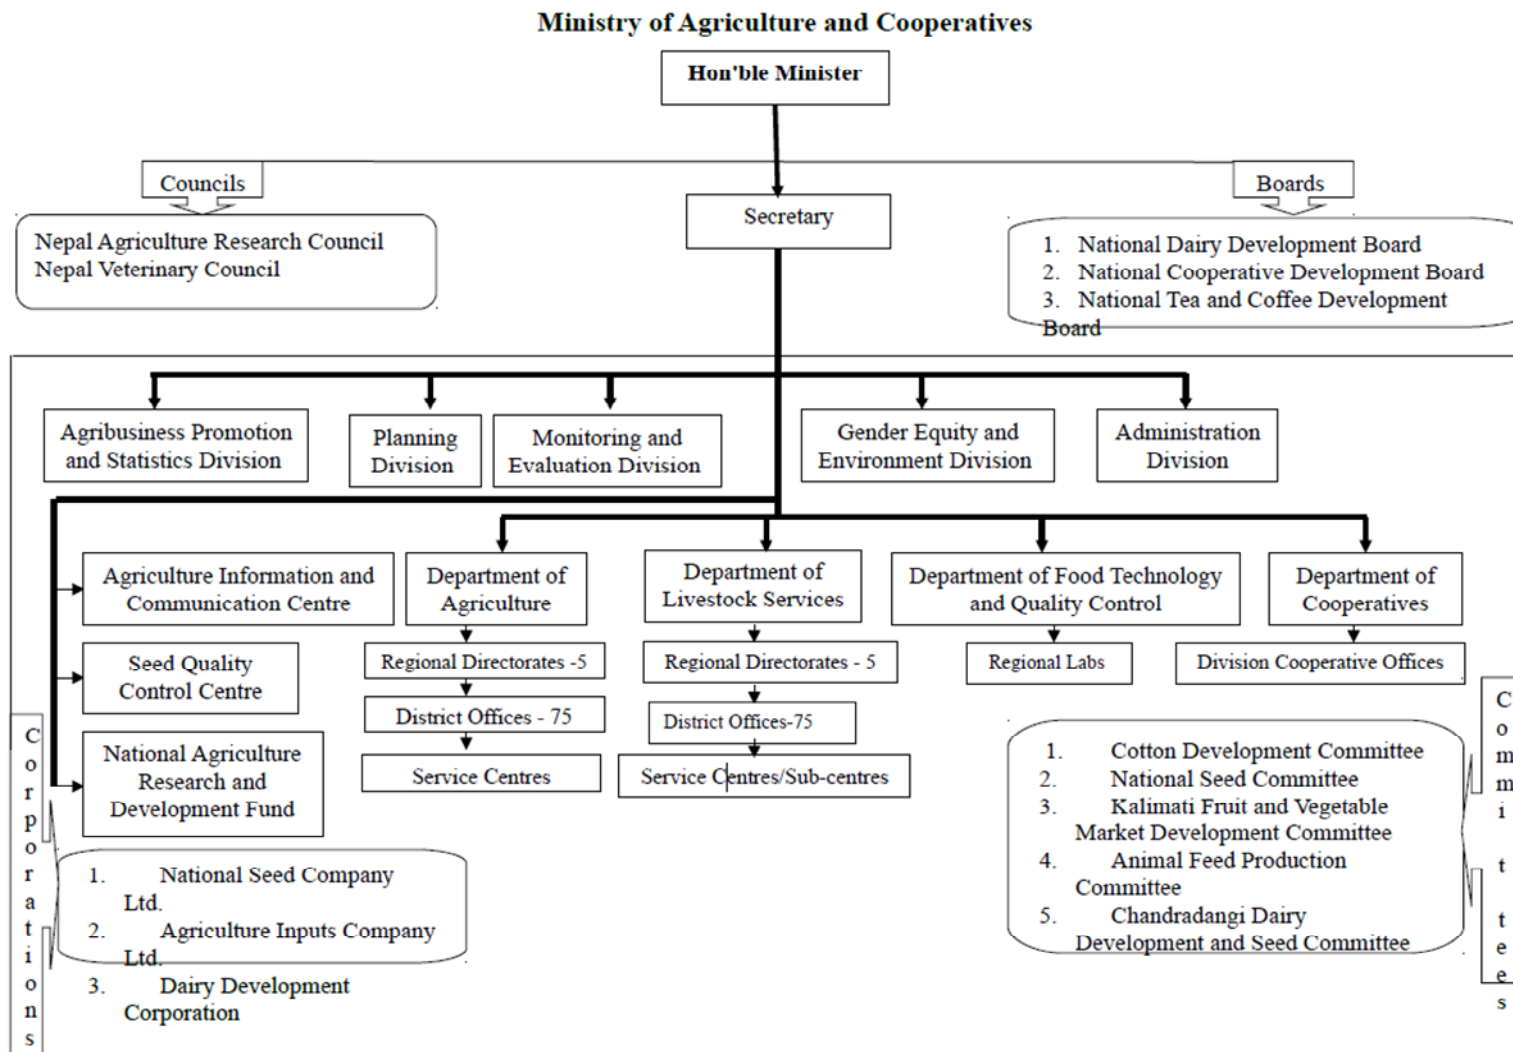 Ministry of Agriculture and Cooperatives
Hon'ble Minister
Councils
Boards
Secretary
Nepal Agriculture Research Council
Nepal Veterinary Council
1. National Dairy Development Board
2. National Cooperative Development Board
3. National Tea and Coffee Development
Board
Agribusiness Promotion
and Statistics Division
Planning
Division
Monitoring and
Evaluation Division
Gender Equity and
Environment Division
Administration
Division
Agriculture Information and
Communication Centre
Department of
Agriculture
Department of
Livestock Services
Department of Food Technology
and Quality Control
Department of
Cooperatives
Seed Quality
Control Centre
Regional Directorates -5
Regional Directorates - 5
Regional Labs
Division Cooperative Offices
District Offices - 75
District Offices-75
National Agriculture
Research and
Development Fund
Service Centres
Service Centres/Sub-centres
Corporations
1. National Seed Company
Ltd.
2. Agriculture Inputs Company
Ltd.
3. Dairy Development
Corporation
1. Cotton Development Committee
2. National Seed Committee
3. Kalimati Fruit and Vegetable
Market Development Committee
4. Animal Feed Production
Committee
5. Chandradangi Dairy
Development and Seed Committee
Committees